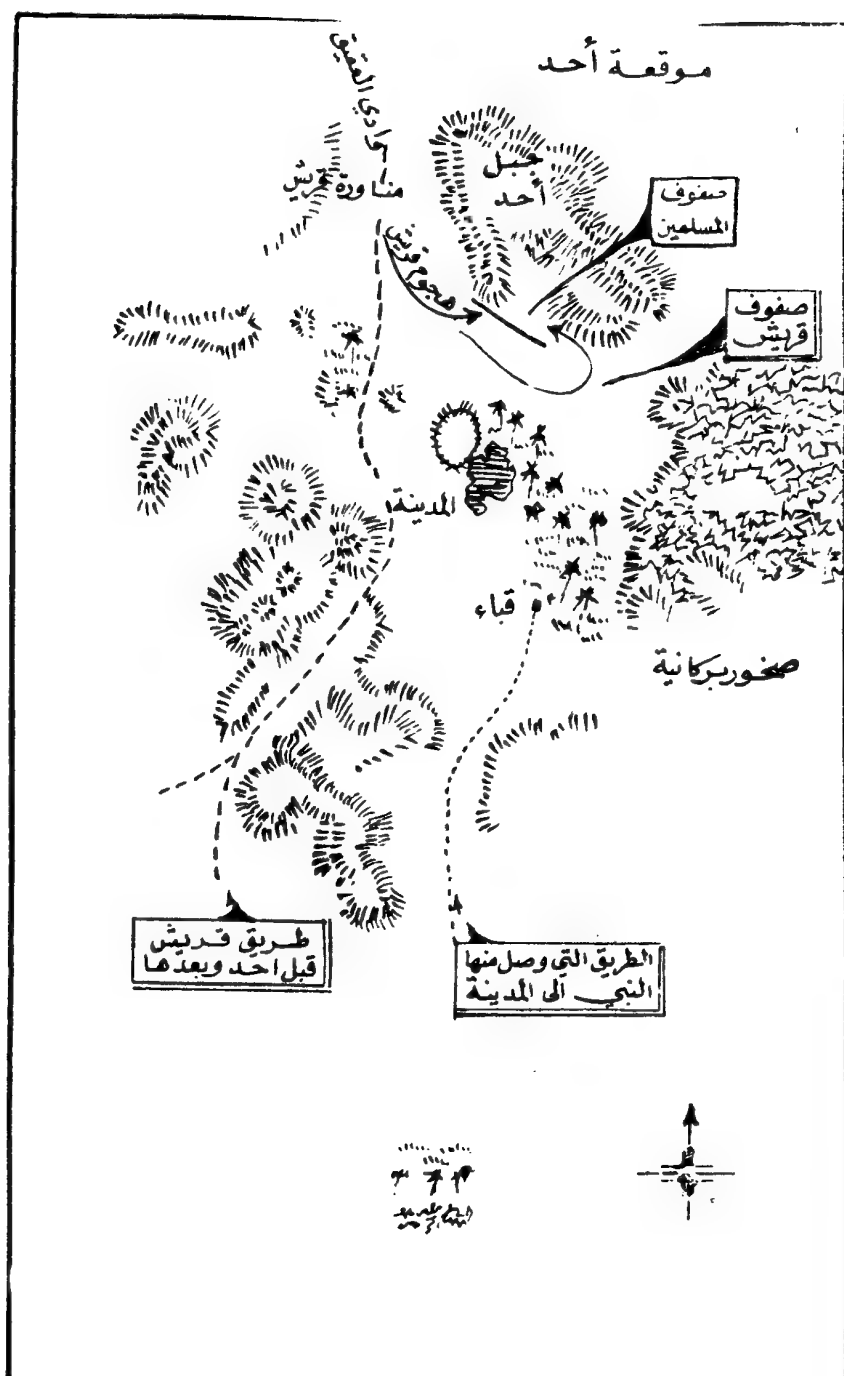 موقعة أحد
وادي العقيق
جبل
أحد
مناورة قريش
صفوف
المسلمين
هجوم قريش
صفوف
قريش
المدينة
قباء
صخور بركانية
طريق قريش
قبل احد وبعدها
الطريق التي وصل منها
النبي الى المدينة